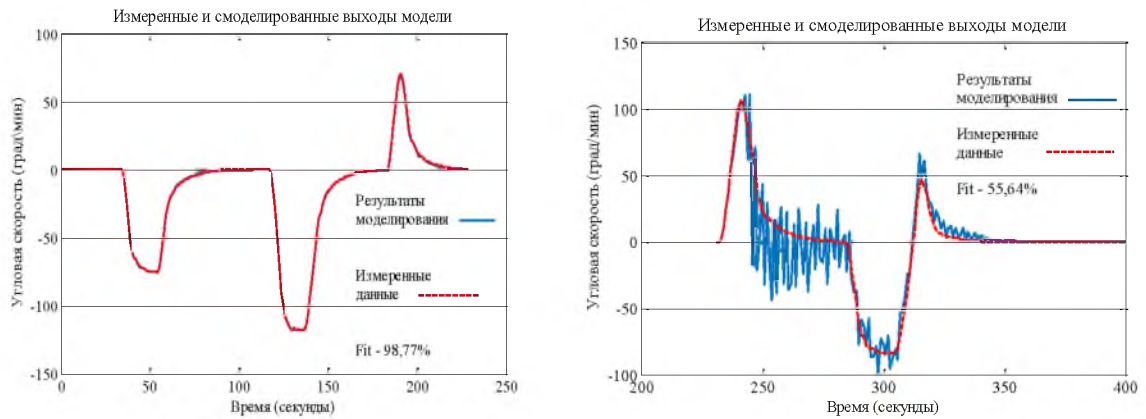 Измеренные и смоделированные выходы модели
Угловая скорость (град\мин)
100
50
0
-50
-100
-150
0
50
100
150
200
250
Время (секунды)
Результаты
моделирования
Измеренные
данные
Fit - 98,77%
Измеренные и смоделированные выходы модели
Угловая скорость (град/мин)
150
100
50
0
-50
-100
200
250
300
350
400
Время (секунды)
Результаты
моделирования
Измеренные
данные
Fit - 55,64%